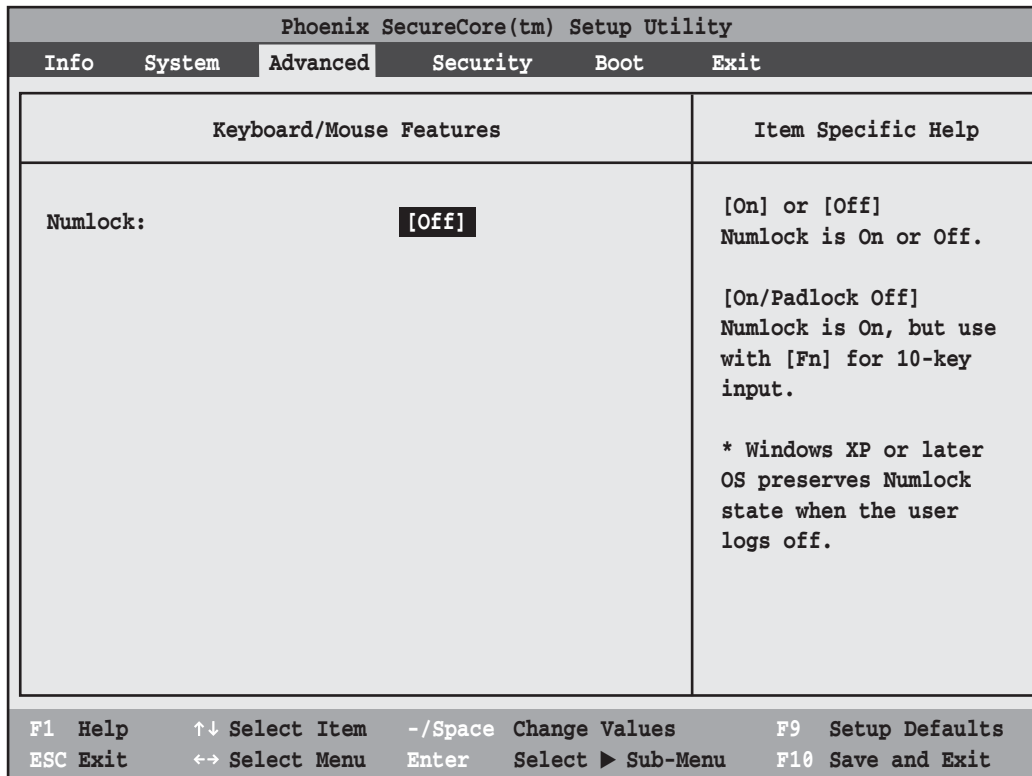 Phoenix SecureCore(tm) Setup Utility
Info System Advanced Security Boot Exit
Keyboard/Mouse Features
Item Specific Help
Numlock: [Off]
[On] or [Off]
Numlock is On or Off.
[On/Padlock Off]
Numlock is On, but use
with [Fn] for 10-key
input.
* Windows XP or later
OS preserves Numlock
state when the user
logs off.
F1 Help ↑↓ Select Item -/Space Change Values F9 Setup Defaults
ESC Exit ←→ Select Menu Enter Select ▶ Sub-Menu F10 Save and Exit